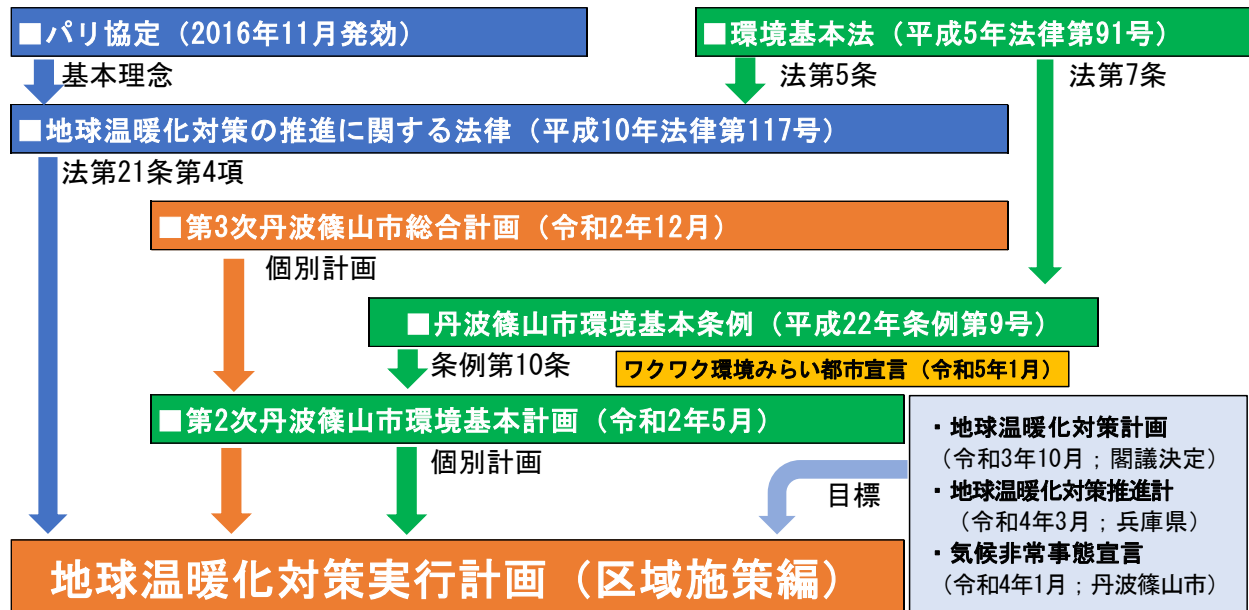 ■パリ協定（2016年11月発効）
■環境基本法（平成5年法律第91号）
基本理念
法第5条
法第7条
■地球温暖化対策の推進に関する法律（平成10年法律第117号）
法第21条第4項
■第3次丹波篠山市総合計画（令和2年12月）
個別計画
■丹波篠山市環境基本条例（平成22年条例第9号）
条例第10条
ワクワク環境みらい都市宣言（令和5年1月）
■第2次丹波篠山市環境基本計画（令和2年5月）
個別計画
目標
・地球温暖化対策計画
（令和3年10月；閣議決定）
・地球温暖化対策推進計
（令和4年3月；兵庫県）
・気候非常事態宣言
（令和4年1月；丹波篠山市）
地球温暖化対策実行計画（区域施策編）